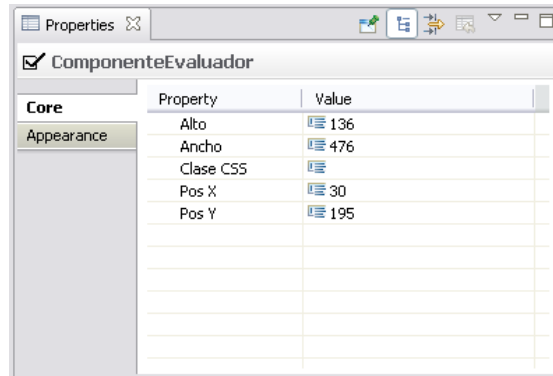 Properties
ComponenteEvaluador
Core
Appearance
Property Value
Alto 136
Ancho 476
Clase CSS
Pos X 30
Pos Y 195